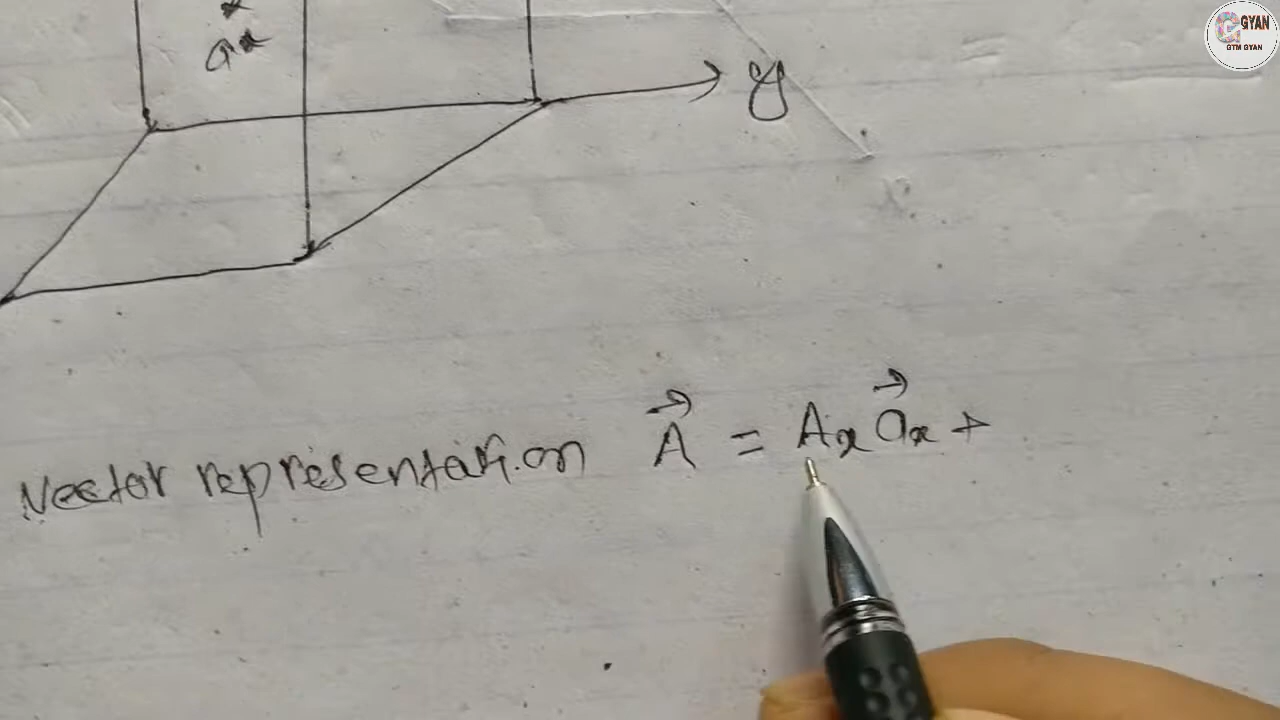 x
ax
y
Vector representation A⃗ = Aₓ a⃗ₓ +
GYAN
GTM GYAN